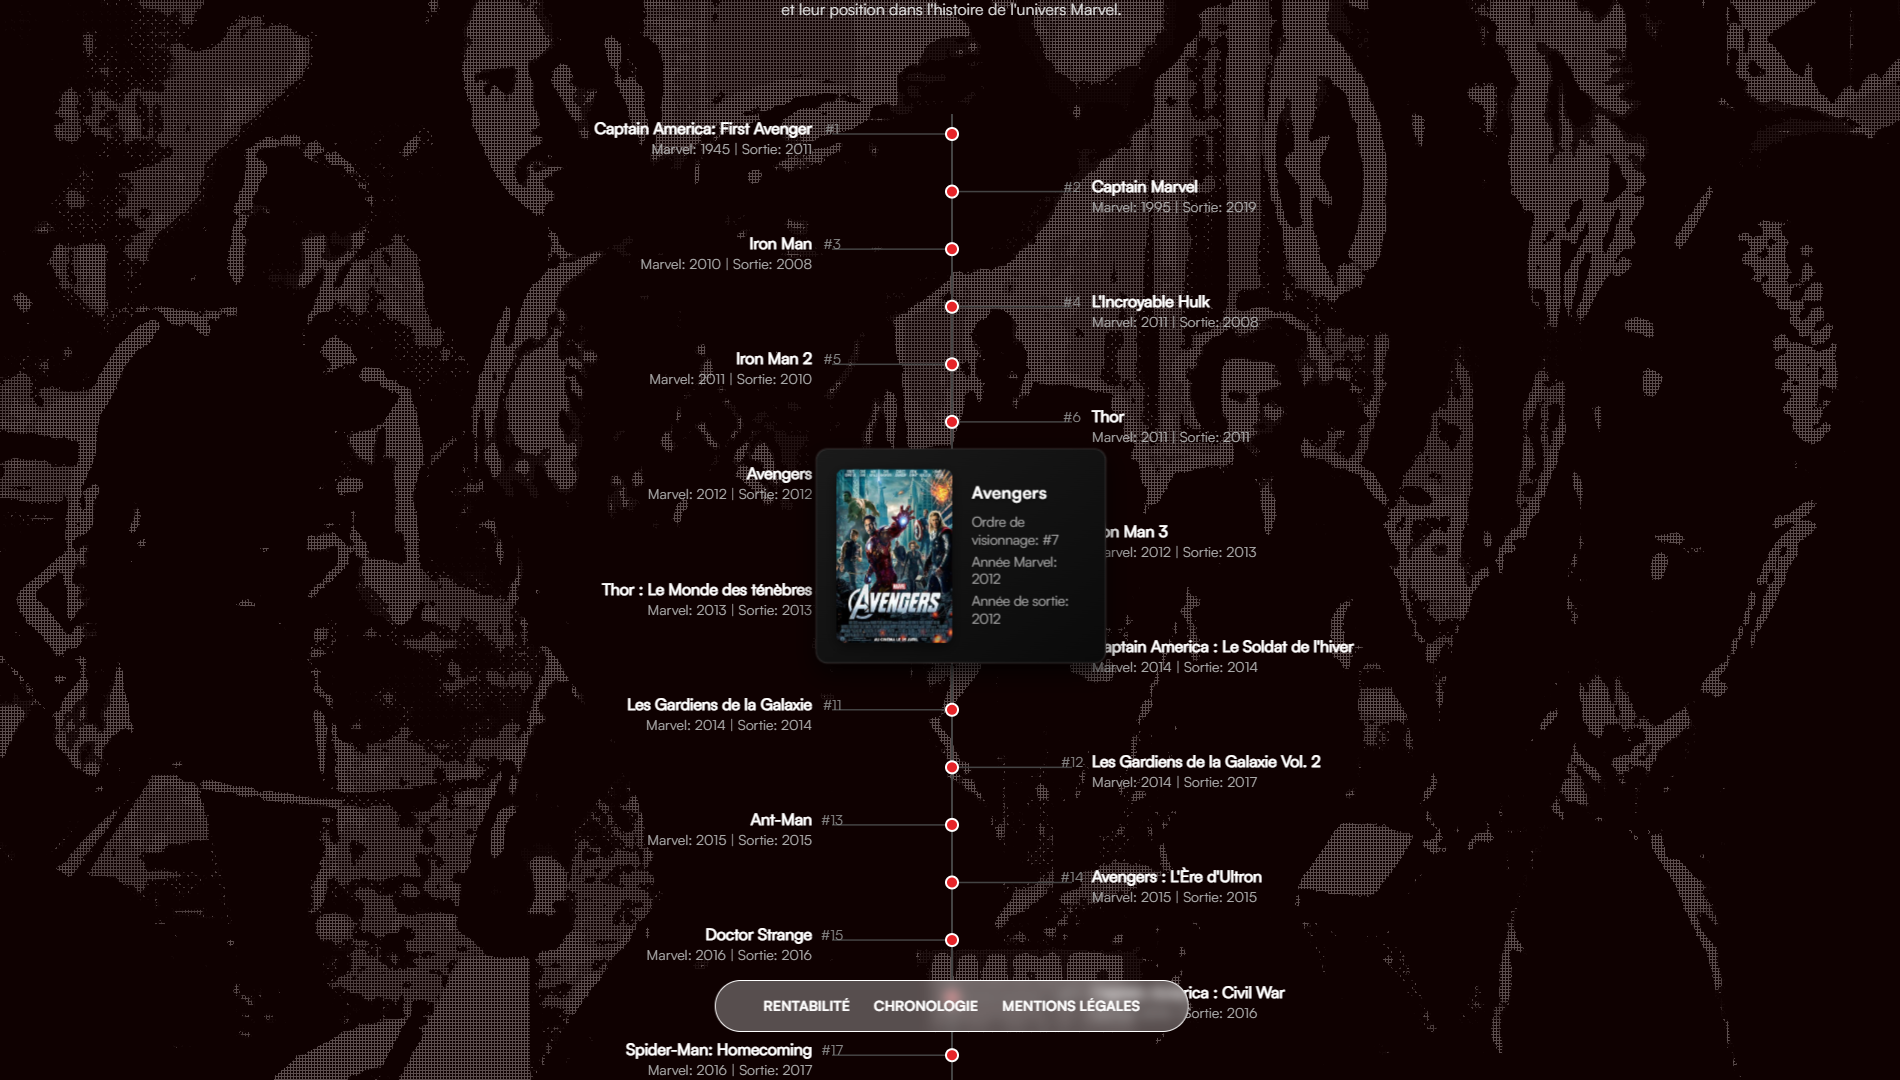 et leur position dans l'histoire de l'univers Marvel.
Captain America: First Avenger #1
Marvel: 1945 | Sortie: 2011
#2 Captain Marvel
Marvel: 1995 | Sortie: 2019
Iron Man #3
Marvel: 2010 | Sortie: 2008
#4 L'Incroyable Hulk
Marvel: 2011 | Sortie: 2008
Iron Man 2 #5
Marvel: 2011 | Sortie: 2010
#6 Thor
Marvel: 2011 | Sortie: 2011
Avengers
Marvel: 2012 | Sortie: 2012
Avengers
Ordre de
visionnage: #7
Année Marvel:
2012
Année de sortie:
2012
MARVEL
AVENGERS
on Man 3
arvel: 2012 | Sortie: 2013
Thor : Le Monde des ténèbres
Marvel: 2013 | Sortie: 2013
aptain America : Le Soldat de l'hiver
Marvel: 2014 | Sortie: 2014
Les Gardiens de la Galaxie #11
Marvel: 2014 | Sortie: 2014
#12 Les Gardiens de la Galaxie Vol. 2
Marvel: 2014 | Sortie: 2017
Ant-Man #13
Marvel: 2015 | Sortie: 2015
#14 Avengers : L'Ère d'Ultron
Marvel: 2015 | Sortie: 2015
Doctor Strange #15
Marvel: 2016 | Sortie: 2016
rica : Civil War
Sortie: 2016
RENTABILITÉ CHRONOLOGIE MENTIONS LÉGALES
Spider-Man: Homecoming #17
Marvel: 2016 | Sortie: 2017